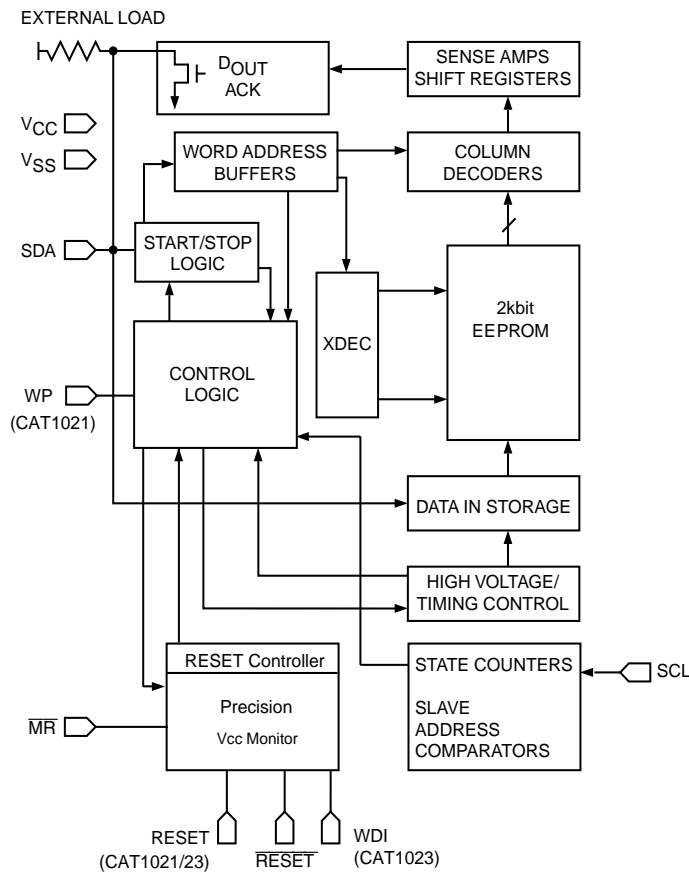 EXTERNAL LOAD
DOUT
ACK
SENSE AMPS
SHIFT REGISTERS
VCC
VSS
WORD ADDRESS
BUFFERS
COLUMN
DECODERS
SDA
START/STOP
LOGIC
2kbit
EEPROM
XDEC
CONTROL
LOGIC
WP
(CAT1021)
DATA IN STORAGE
HIGH VOLTAGE/
TIMING CONTROL
RESET Controller
STATE COUNTERS
SCL
Precision
Vcc Monitor
SLAVE
ADDRESS
COMPARATORS
MR
RESET
(CAT1021/23)
RESET
WDI
(CAT1023)